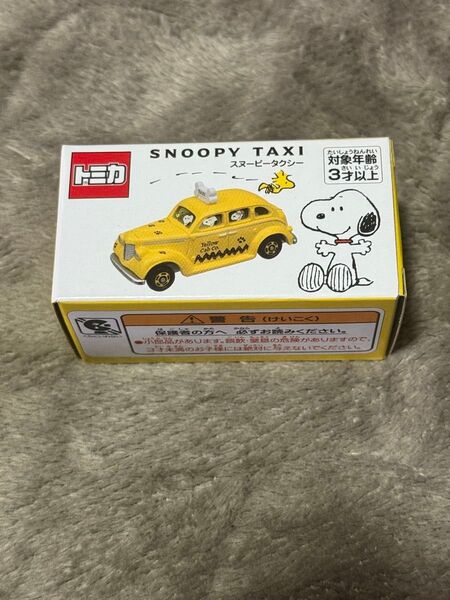 トミカ
SNOOPY TAXI
スヌーピータクシー
たいしょうねんれい
対象年齢
さい いじょう
3才以上
Yellow
Cab Co.
警告(けいこく)
保護者の方へ 必ずお読みください。
●小部品があります。誤飲・窒息の危険がありますので、
3才未満のお子様には絶対に与えないでください。